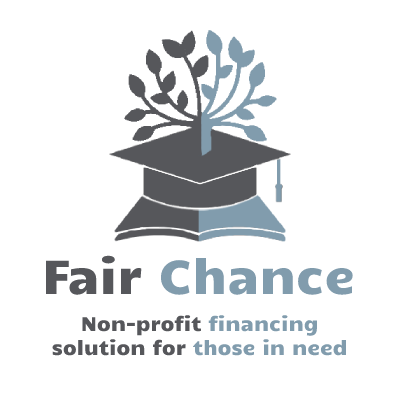 Fair Chance
Non-profit financing
solution for those in need